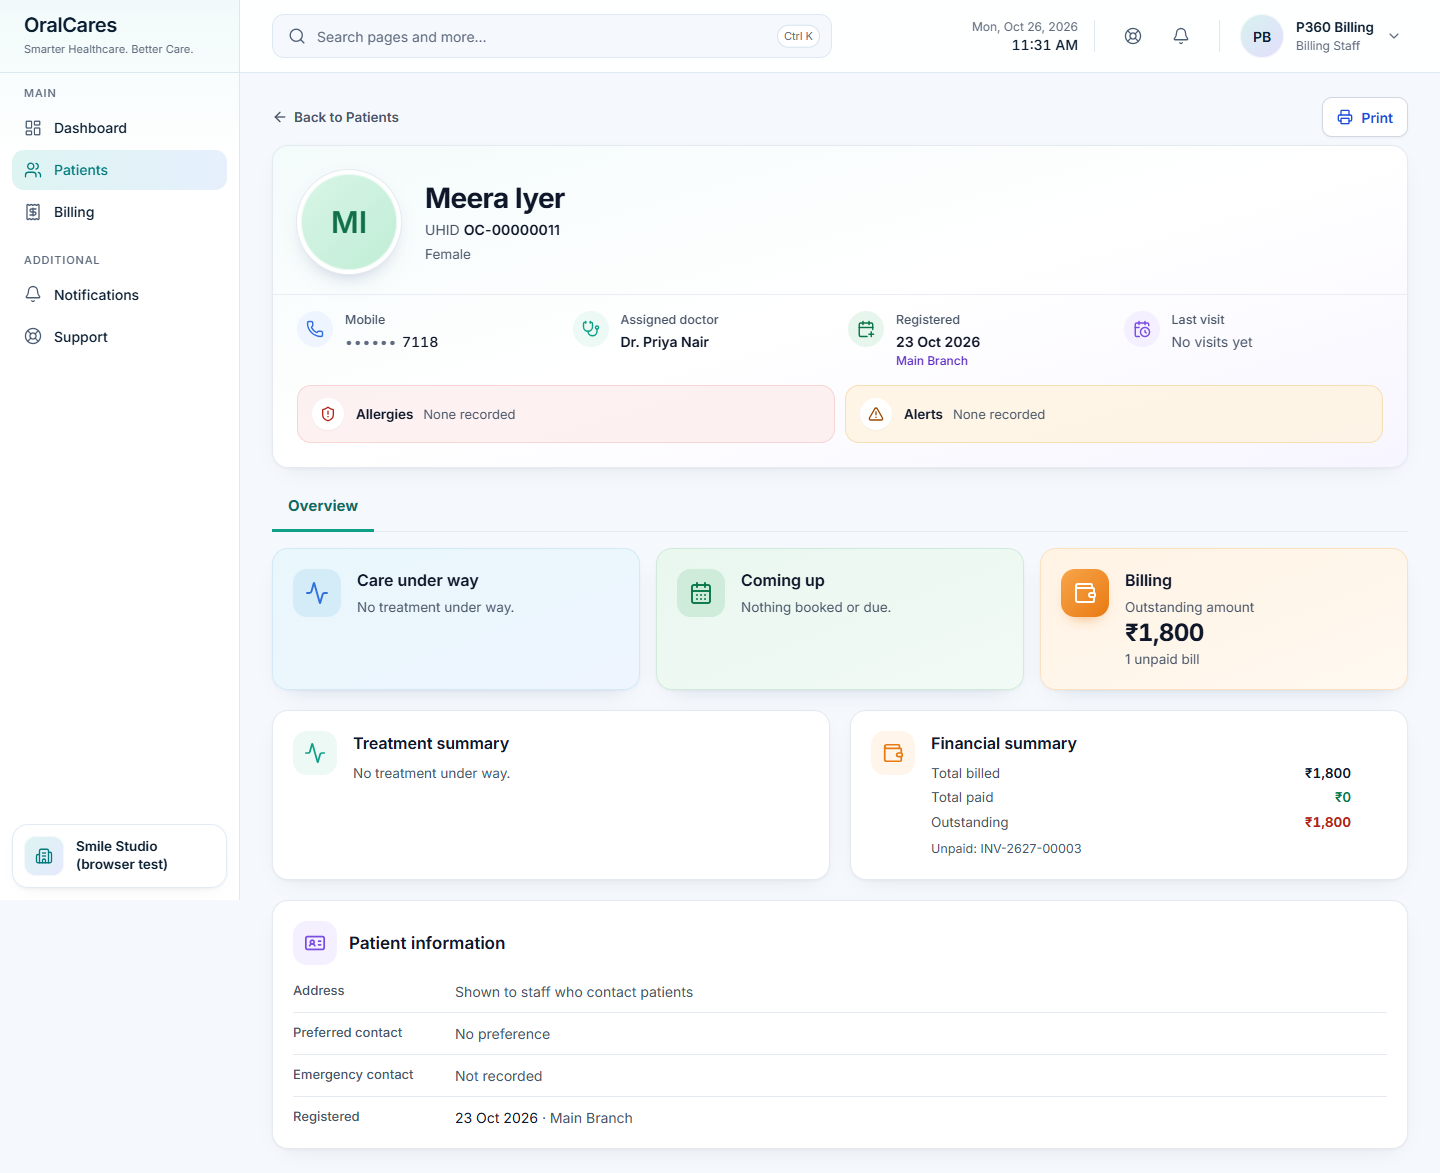 OralCares
Smarter Healthcare. Better Care.
Search pages and more...
Ctrl K
Mon, Oct 26, 2026
11:31 AM
PB
P360 Billing
Billing Staff
MAIN
Dashboard
Patients
Billing
ADDITIONAL
Notifications
Support
Smile Studio
(browser test)
Back to Patients
Print
MI
Meera Iyer
UHID OC-00000011
Female
Mobile
•••••• 7118
Assigned doctor
Dr. Priya Nair
Registered
23 Oct 2026
Main Branch
Last visit
No visits yet
Allergies None recorded
Alerts None recorded
Overview
Care under way
No treatment under way.
Coming up
Nothing booked or due.
Billing
Outstanding amount
₹1,800
1 unpaid bill
Treatment summary
No treatment under way.
Financial summary
Total billed ₹1,800
Total paid ₹0
Outstanding ₹1,800
Unpaid: INV-2627-00003
Patient information
Address Shown to staff who contact patients
Preferred contact No preference
Emergency contact Not recorded
Registered 23 Oct 2026 · Main Branch